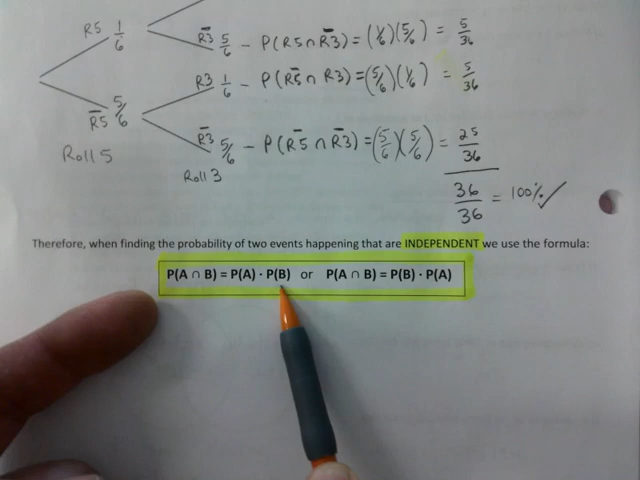 R5 1/6
R̅3̅ 5/6 - P(R5 ∩ R̅3̅) = (1/6)(5/6) = 5/36
R3 1/6 - P(R̅5̅ ∩ R3) = (5/6)(1/6) = 5/36
R̅5̅ 5/6
R̅3̅ 5/6 - P(R̅5̅ ∩ R̅3̅) = (5/6)(5/6) = 25/36
Roll 5
Roll 3
36/36 = 100% ✓
Therefore, when finding the probability of two events happening that are INDEPENDENT we use the formula:
P(A ∩ B) = P(A) · P(B) or P(A ∩ B) = P(B) · P(A)